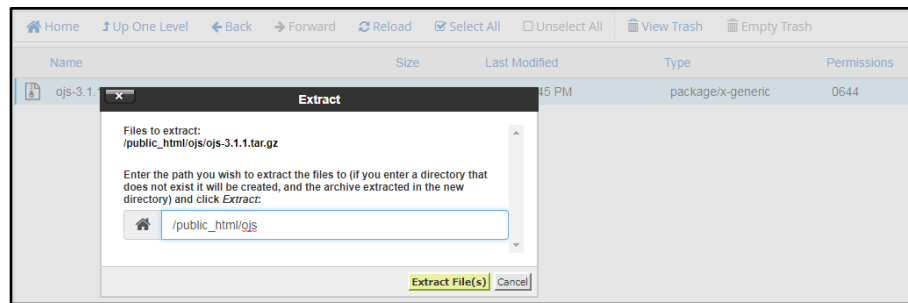 Home Up One Level Back Forward Reload Select All Unselect All View Trash Empty Trash
Name Size Last Modified Type Permissions
ojs-3.1. 45 PM package/x-generic 0644
x Extract
Files to extract:
/public_html/ojs/ojs-3.1.1.tar.gz
Enter the path you wish to extract the files to (if you enter a directory that
does not exist it will be created, and the archive extracted in the new
directory) and click Extract:
/public_html/ojs
Extract File(s) Cancel